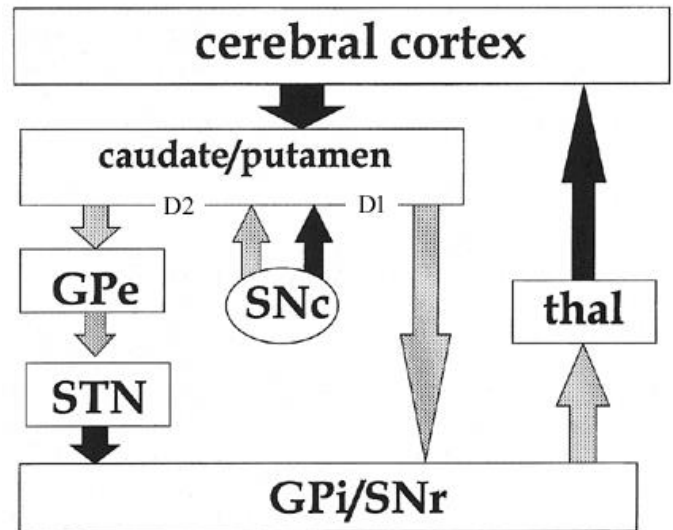 cerebral cortex
caudate/putamen
D2
D1
GPe
SNc
thal
STN
GPi/SNr